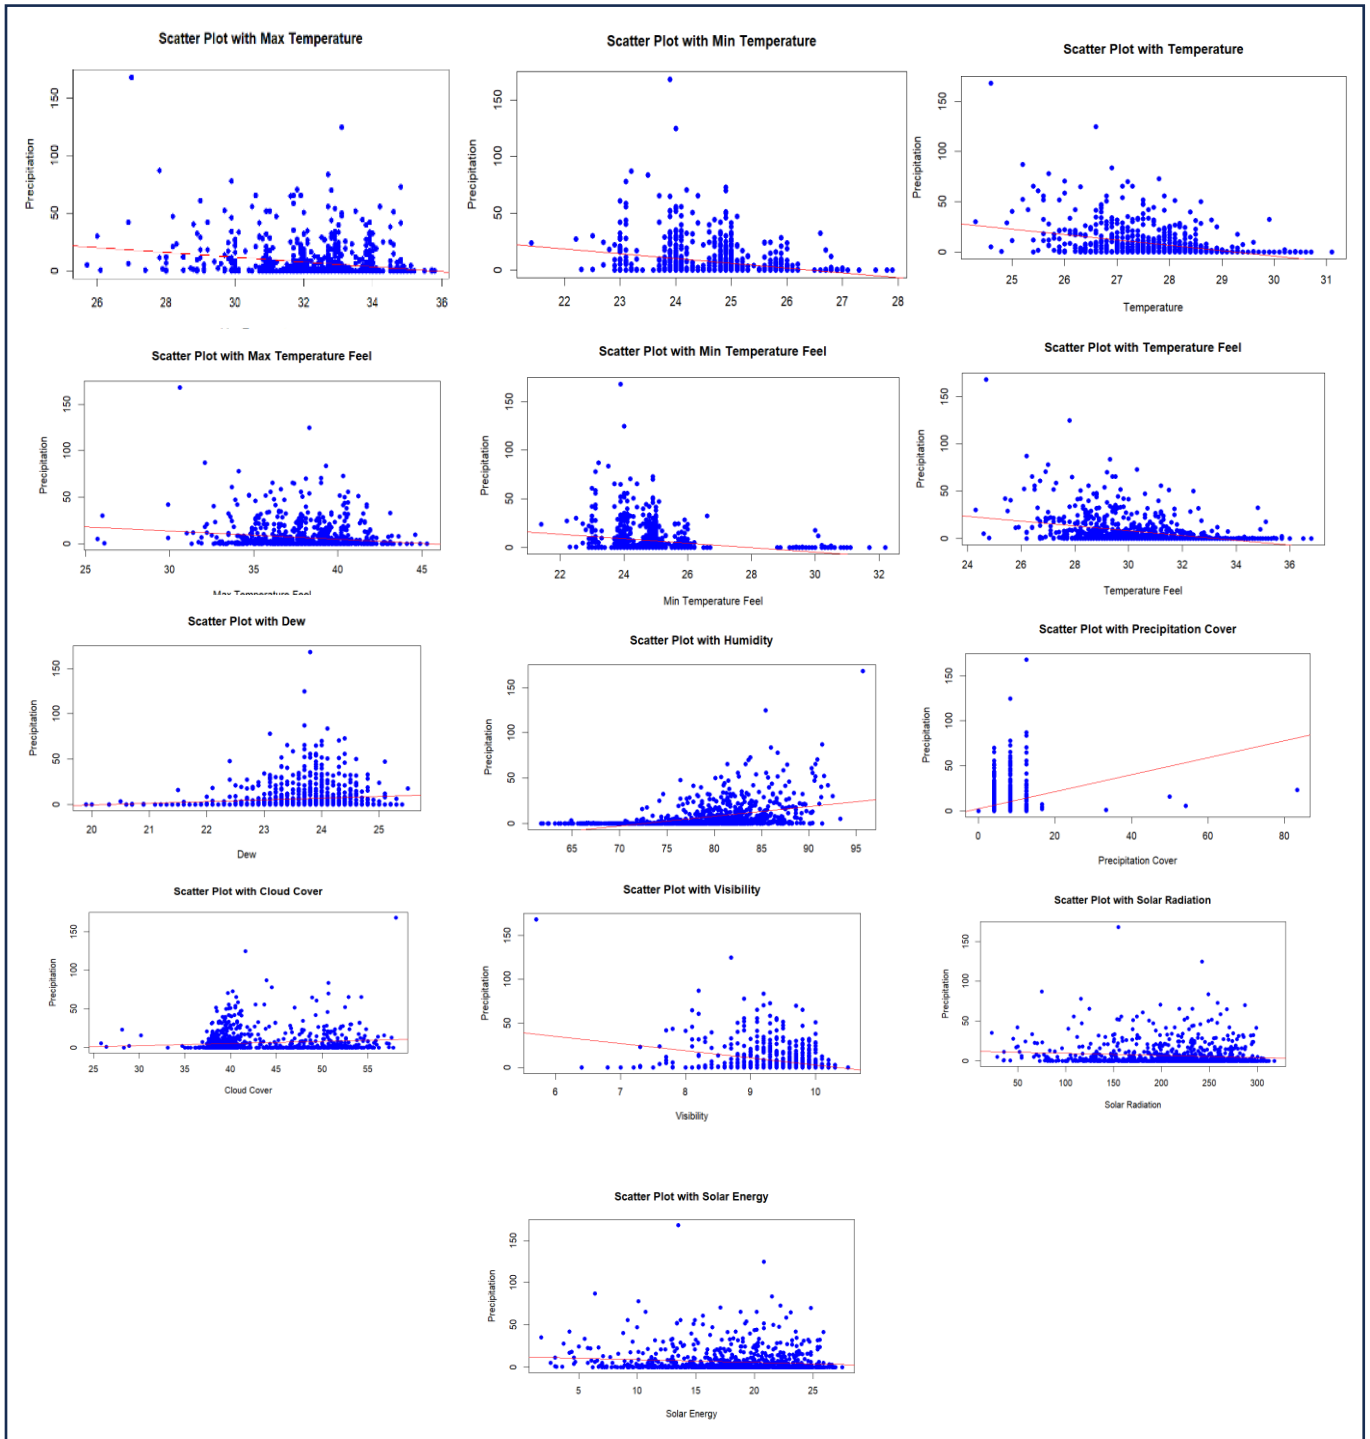 Scatter Plot with Max Temperature
Precipitation
0 50 100 150
26 28 30 32 34 36
Scatter Plot with Min Temperature
Precipitation
0 50 100 150
22 23 24 25 26 27 28
Scatter Plot with Temperature
Precipitation
0 50 100 150
25 26 27 28 29 30 31
Temperature
Scatter Plot with Max Temperature Feel
Precipitation
0 50 100 150
25 30 35 40 45
Max Temperature Feel
Scatter Plot with Min Temperature Feel
Precipitation
0 50 100 150
22 24 26 28 30 32
Min Temperature Feel
Scatter Plot with Temperature Feel
Precipitation
0 50 100 150
24 26 28 30 32 34 36
Temperature Feel
Scatter Plot with Dew
Precipitation
0 50 100 150
20 21 22 23 24 25
Dew
Scatter Plot with Humidity
Precipitation
0 50 100 150
65 70 75 80 85 90 95
Scatter Plot with Precipitation Cover
Precipitation
0 50 100 150
0 20 40 60 80
Precipitation Cover
Scatter Plot with Cloud Cover
Precipitation
0 50 100 150
25 30 35 40 45 50 55
Cloud Cover
Scatter Plot with Visibility
Precipitation
0 50 100 150
6 7 8 9 10
Visibility
Scatter Plot with Solar Radiation
Precipitation
0 50 100 150
50 100 150 200 250 300
Solar Radiation
Scatter Plot with Solar Energy
Precipitation
0 50 100 150
5 10 15 20 25
Solar Energy